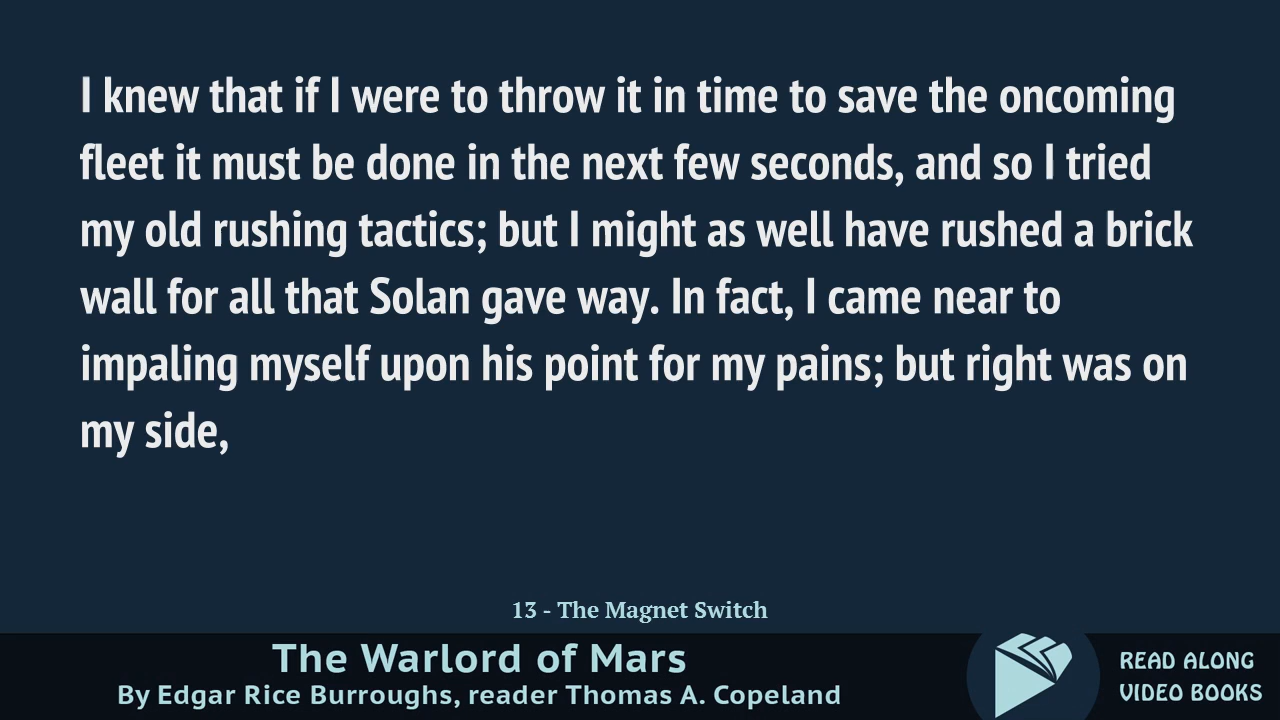 I knew that if I were to throw it in time to save the oncoming
fleet it must be done in the next few seconds, and so I tried
my old rushing tactics; but I might as well have rushed a brick
wall for all that Solan gave way. In fact, I came near to
impaling myself upon his point for my pains; but right was on
my side,
13 - The Magnet Switch
The Warlord of Mars
By Edgar Rice Burroughs, reader Thomas A. Copeland
READ ALONG
VIDEO BOOKS